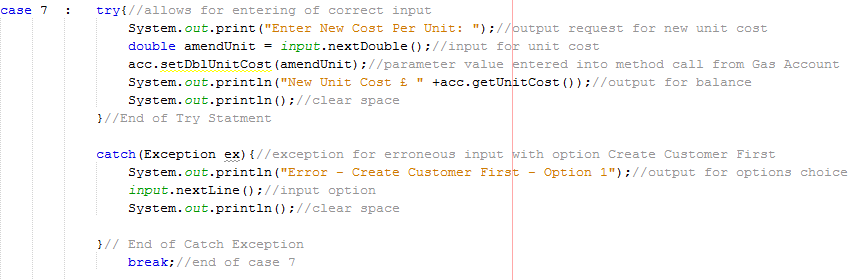 case 7 : try{//allows for entering of correct input
System.out.print("Enter New Cost Per Unit: ");//output request for new unit cost
double amendUnit = input.nextDouble();//input for unit cost
acc.setDblUnitCost(amendUnit);//parameter value entered into method call from Gas Account
System.out.println("New Unit Cost £ " +acc.getUnitCost());//output for balance
System.out.println();//clear space
}//End of Try Statment
catch(Exception ex){//exception for erroneous input with option Create Customer First
System.out.println("Error - Create Customer First - Option 1");//output for options choice
input.nextLine();//input option
System.out.println();//clear space
}// End of Catch Exception
break;//end of case 7